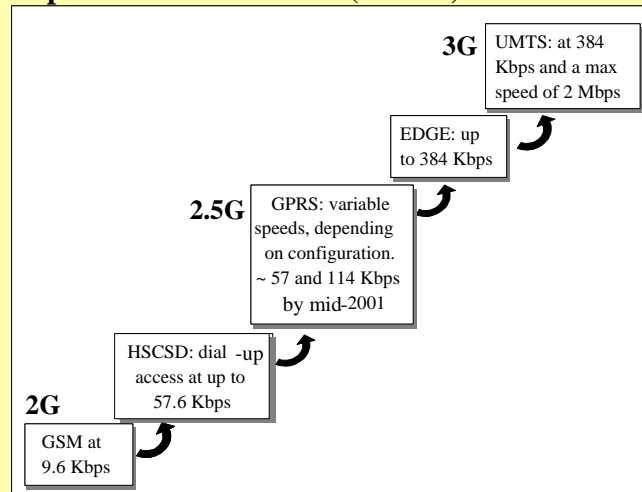 3G
UMTS: at 384
Kbps and a max
speed of 2 Mbps
EDGE: up
to 384 Kbps
2.5G
GPRS: variable
speeds, depending
on configuration.
~ 57 and 114 Kbps
by mid-2001
HSCSD: dial -up
access at up to
57.6 Kbps
2G
GSM at
9.6 Kbps